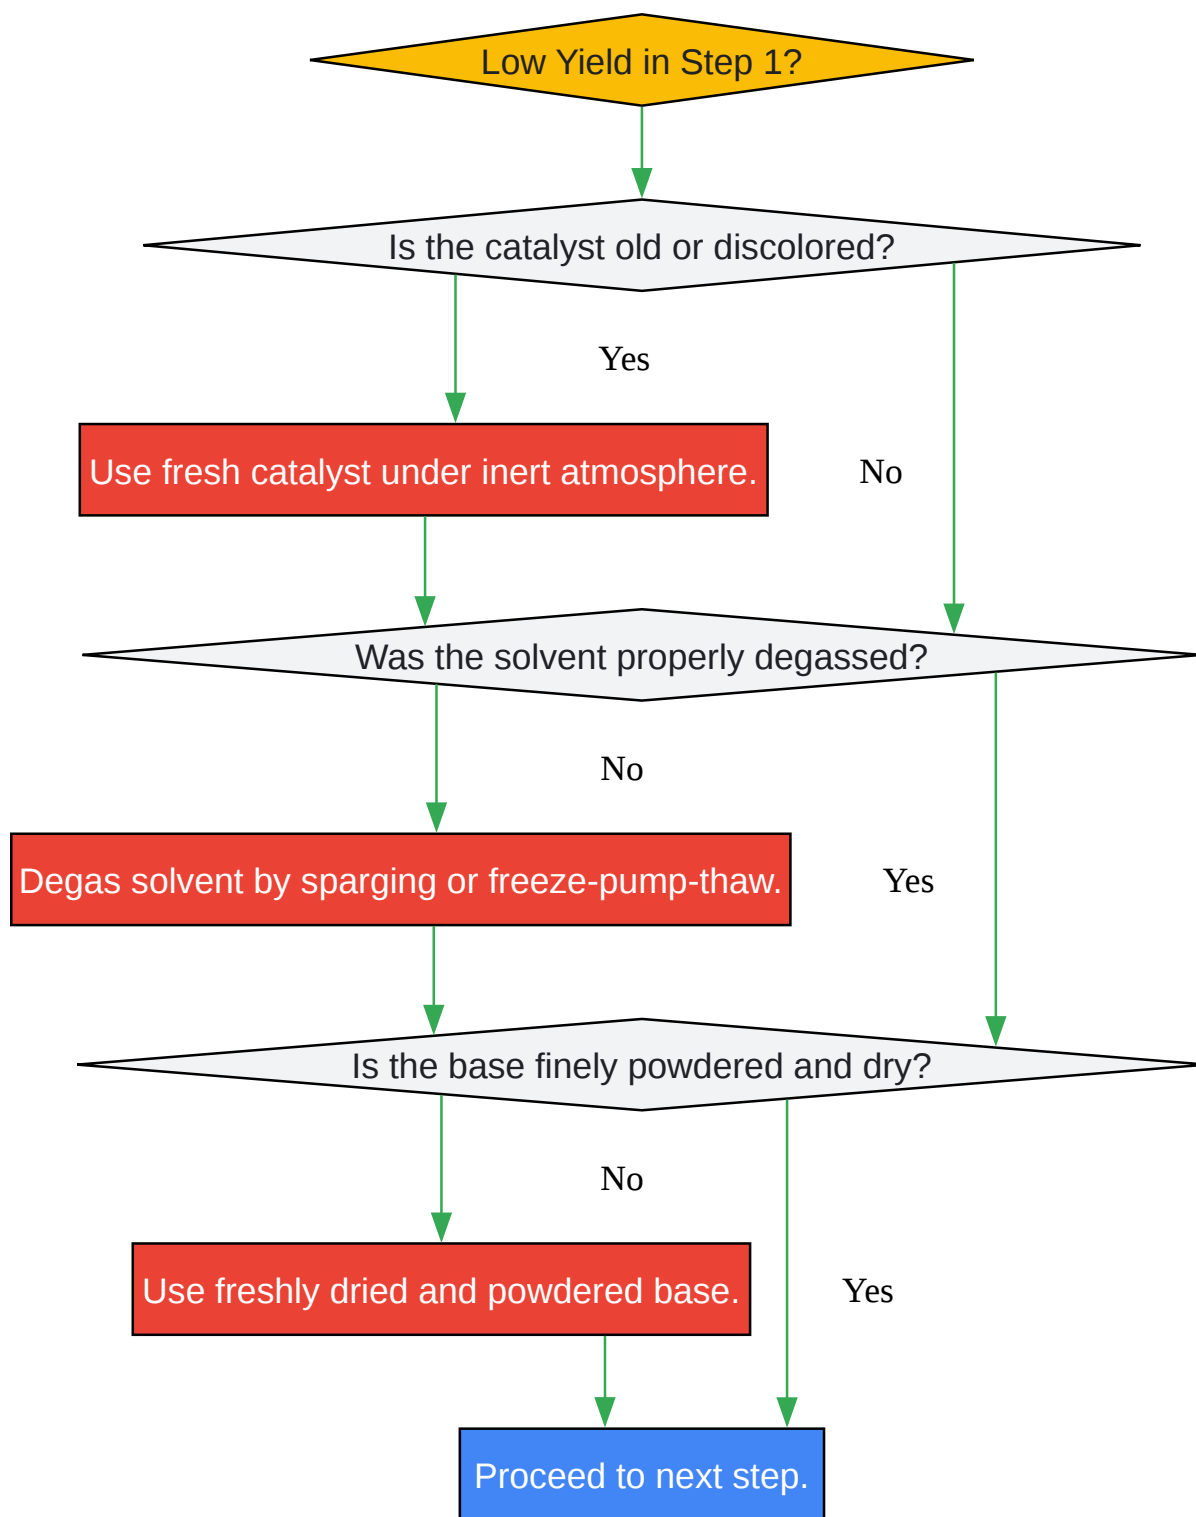 Low Yield in Step 1?
Is the catalyst old or discolored?
Yes
Use fresh catalyst under inert atmosphere.
No
Was the solvent properly degassed?
No
Degas solvent by sparging or freeze-pump-thaw.
Yes
Is the base finely powdered and dry?
No
Use freshly dried and powdered base.
Yes
Proceed to next step.